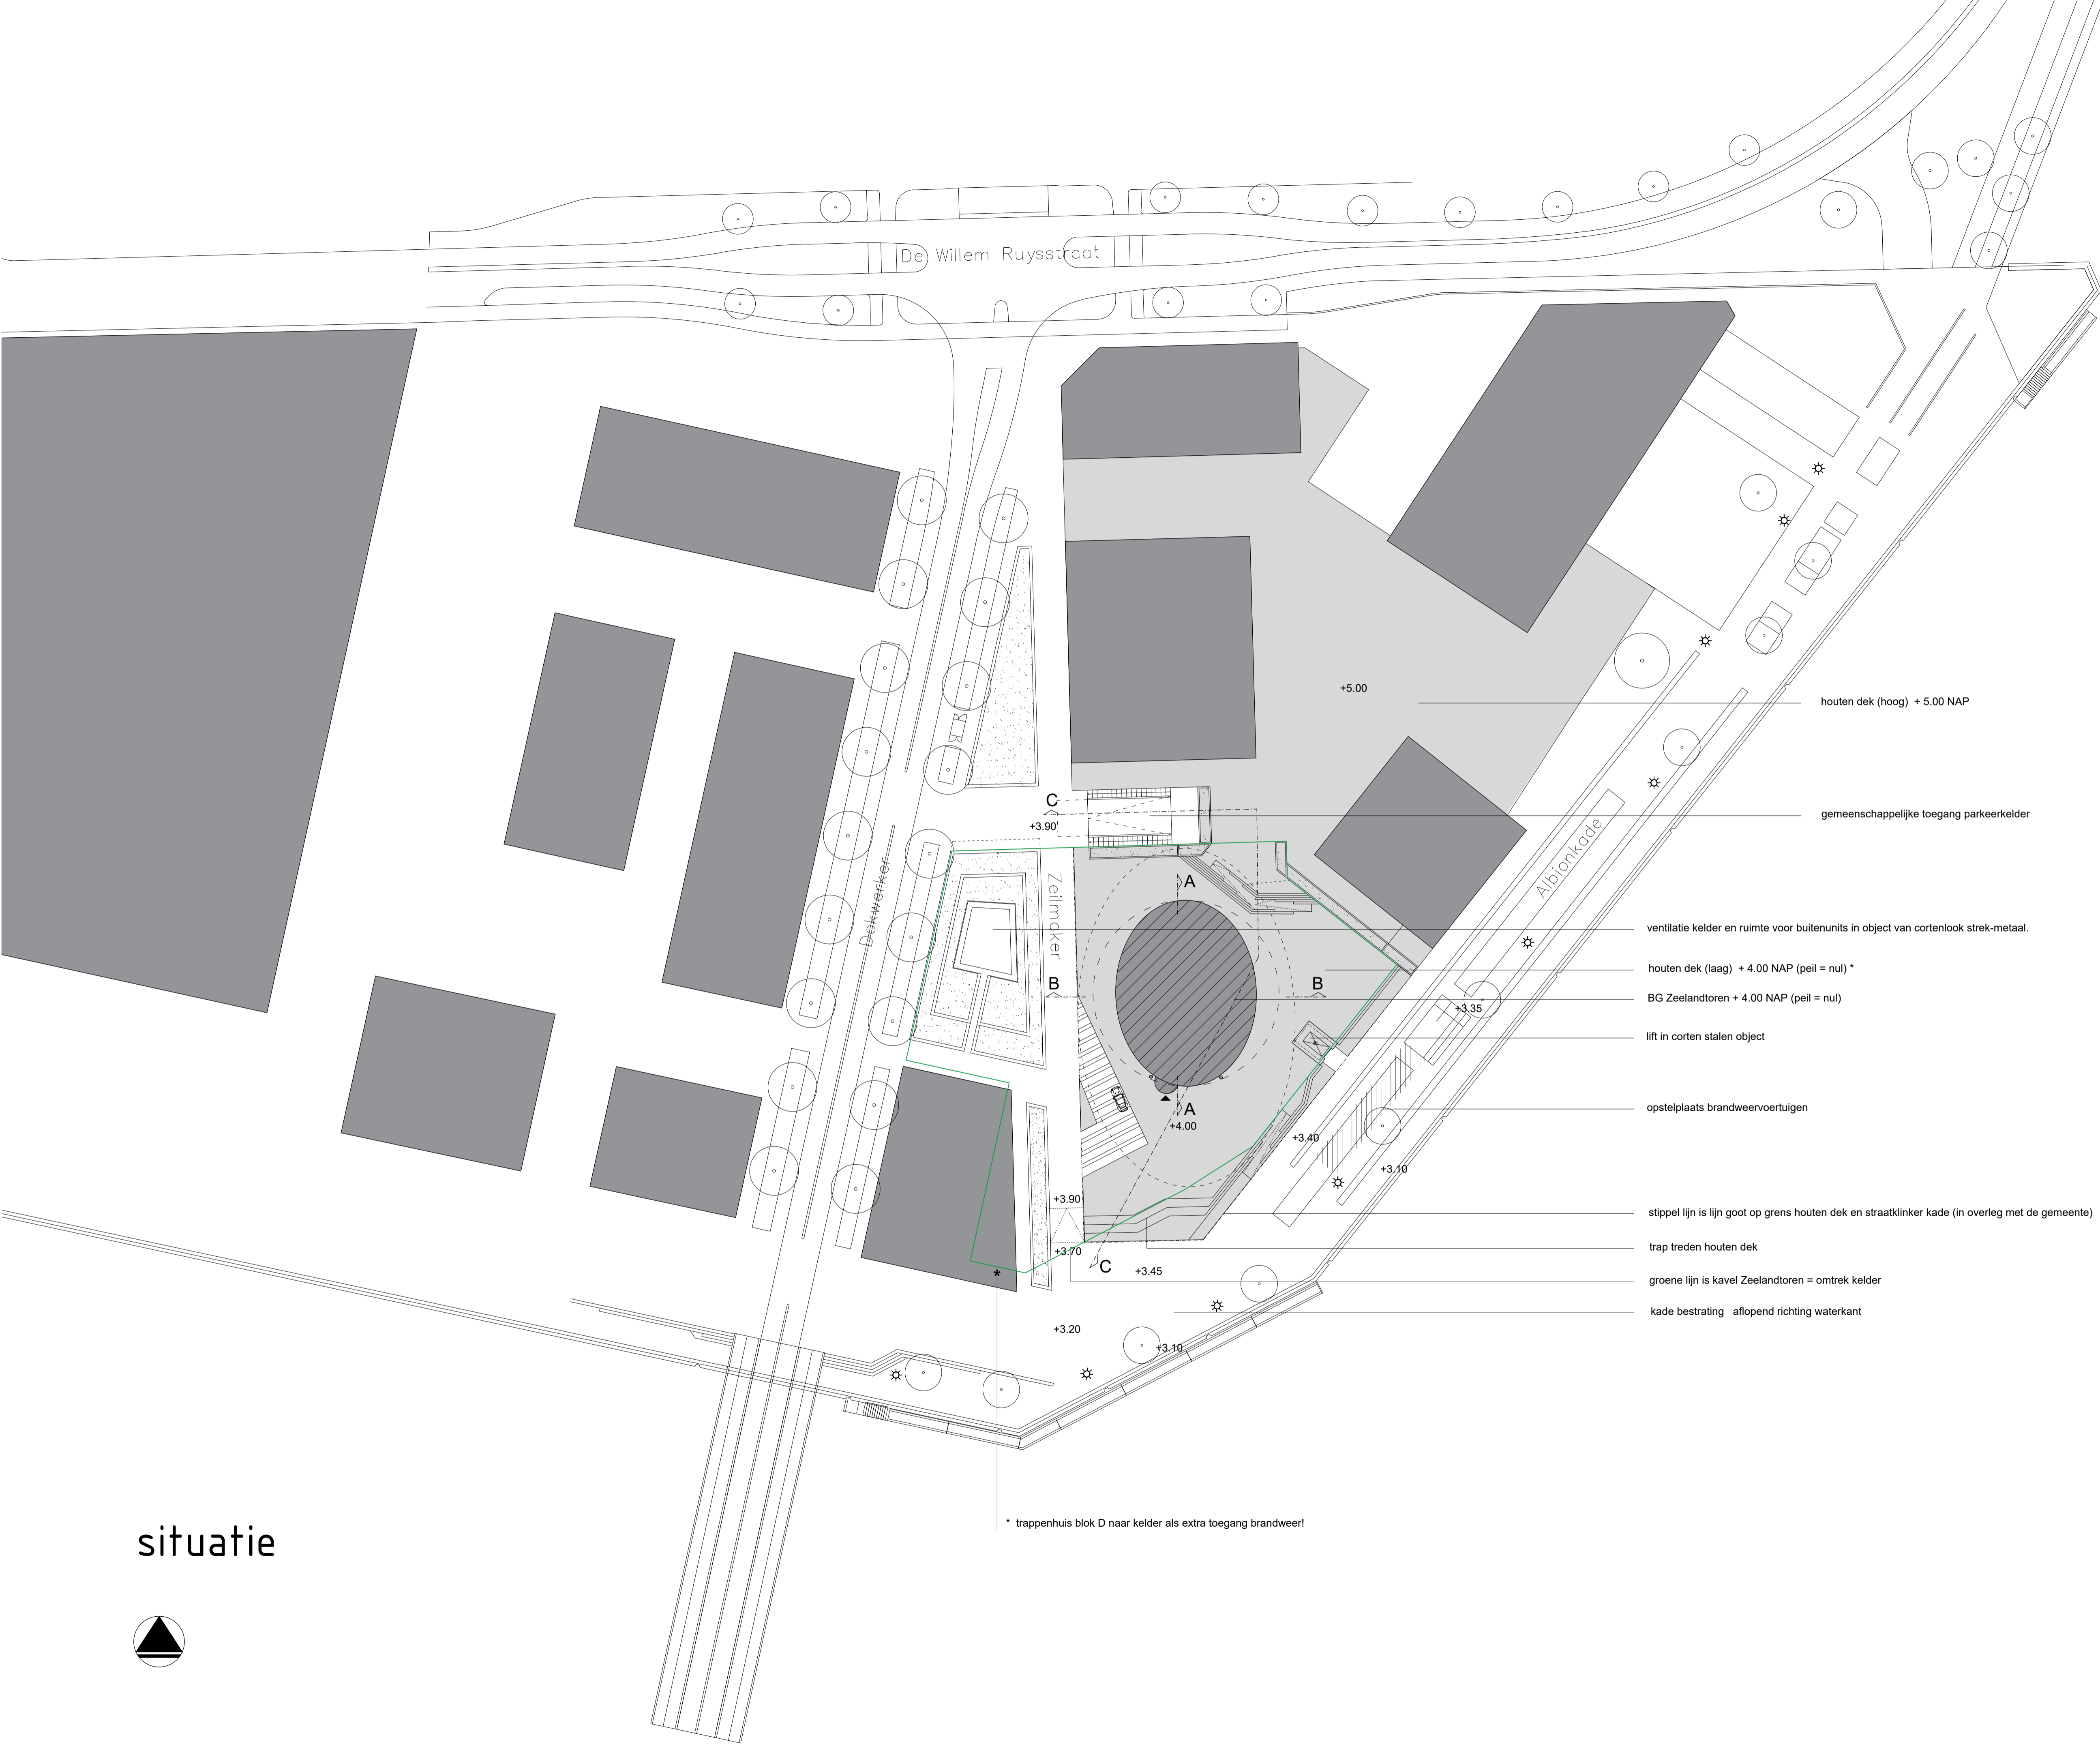 De Willem Ruysstraat
+5.00
houten dek (hoog) + 5.00 NAP
C
+3.90
gemeenschappelijke toegang parkeerkelder
Albionkade
Dokwerker
Zeilmaker
A
ventilatie kelder en ruimte voor buitenunits in object van cortenlook strek-metaal.
houten dek (laag) + 4.00 NAP (peil = nul) *
B
B
BG Zeelandtoren + 4.00 NAP (peil = nul)
+3.35
lift in corten stalen object
A
opstelplaats brandweervoertuigen
+4.00
+3.40
+3.10
+3.90
stippel lijn is lijn goot op grens houten dek en straatklinker kade (in overleg met de gemeente)
trap treden houten dek
+3.70
C
+3.45
*
groene lijn is kavel Zeelandtoren = omtrek kelder
kade bestrating aflopend richting waterkant
+3.20
+3.10
* trappenhuis blok D naar kelder als extra toegang brandweer!
situatie